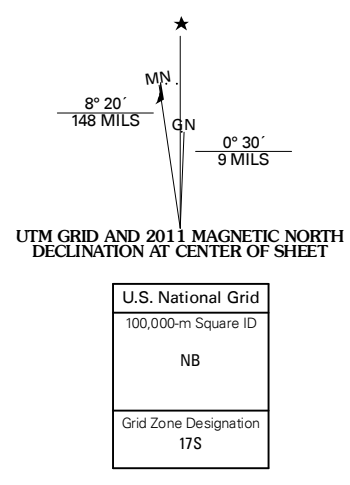 ★
MN
8° 20´
148 MILS
GN
0° 30´
9 MILS
UTM GRID AND 2011 MAGNETIC NORTH
DECLINATION AT CENTER OF SHEET
U.S. National Grid
100,000-m Square ID
NB
Grid Zone Designation
17S